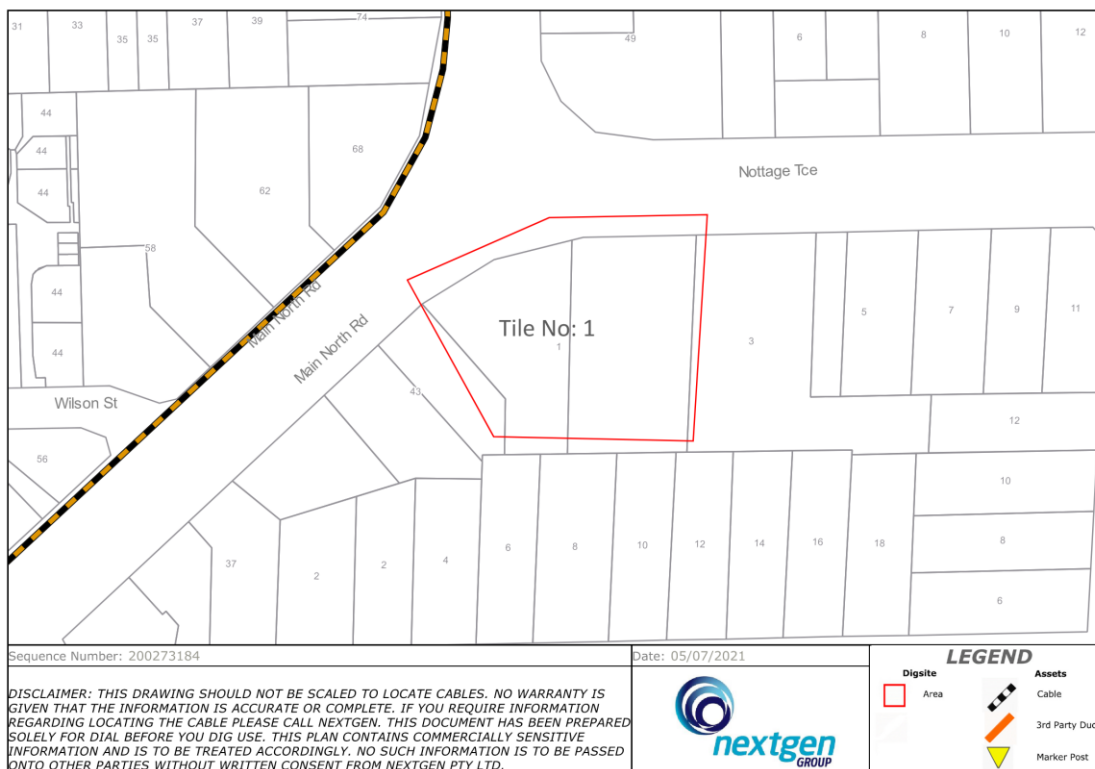 31
33
35
35
37
39
74
49
6
8
10
12
44
44
44
68
62
58
Nottage Tce
44
44
Main North Rd
Main North Rd
Tile No: 1
1
3
5
7
9
11
43
Wilson St
12
56
10
37
2
2
4
6
8
10
12
14
16
18
8
6
Sequence Number: 200273184
Date: 05/07/2021
DISCLAIMER: THIS DRAWING SHOULD NOT BE SCALED TO LOCATE CABLES. NO WARRANTY IS
GIVEN THAT THE INFORMATION IS ACCURATE OR COMPLETE. IF YOU REQUIRE INFORMATION
REGARDING LOCATING THE CABLE PLEASE CALL NEXTGEN. THIS DOCUMENT HAS BEEN PREPARED
SOLELY FOR DIAL BEFORE YOU DIG USE. THIS PLAN CONTAINS COMMERCIALLY SENSITIVE
INFORMATION AND IS TO BE TREATED ACCORDINGLY. NO SUCH INFORMATION IS TO BE PASSED
ONTO OTHER PARTIES WITHOUT WRITTEN CONSENT FROM NEXTGEN PTY LTD.
nextgen
GROUP
LEGEND
Digsite
Area
Assets
Cable
3rd Party Duc
Marker Post